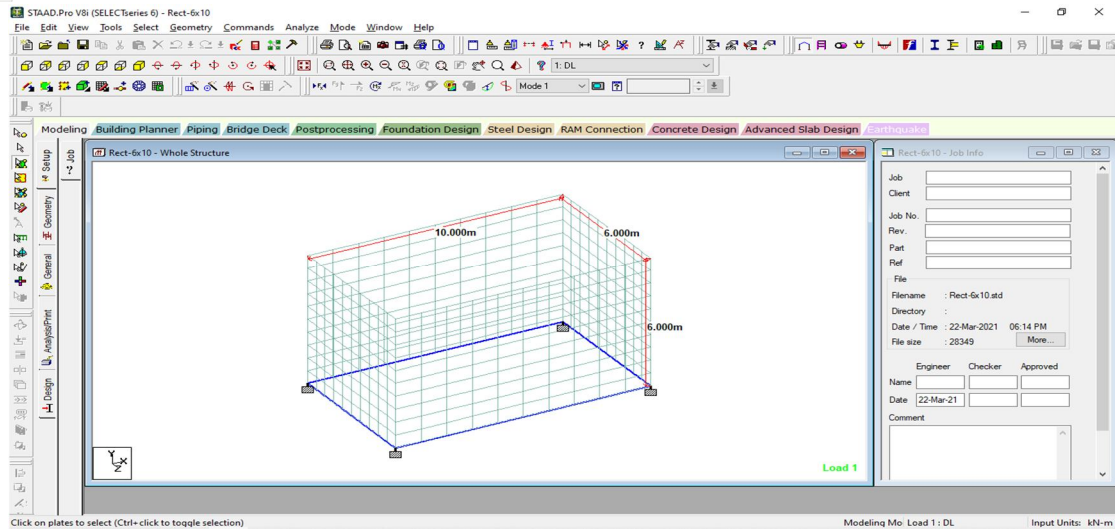 STAAD.Pro V8i (SELECTseries 6) - Rect-6x10
File Edit View Tools Select Geometry Commands Analyze Mode Window Help
1: DL
Mode 1
Modeling Building Planner Piping Bridge Deck Postprocessing Foundation Design Steel Design RAM Connection Concrete Design Advanced Slab Design Earthquake
Setup
Geometry
General
Analysis/Print
Design
Job
Rect-6x10 - Whole Structure
10.000m
6.000m
6.000m
Y
X
Z
Load 1
Rect-6x10 - Job Info
Job
Client
Job No.
Rev.
Part
Ref
File
Filename : Rect-6x10.std
Directory :
Date / Time : 22-Mar-2021 06:14 PM
File size : 28349 More...
Engineer Checker Approved
Name
Date 22-Mar-21
Comment
Click on plates to select (Ctrl+click to toggle selection)
Modeling Mo Load 1 : DL Input Units: kN-m